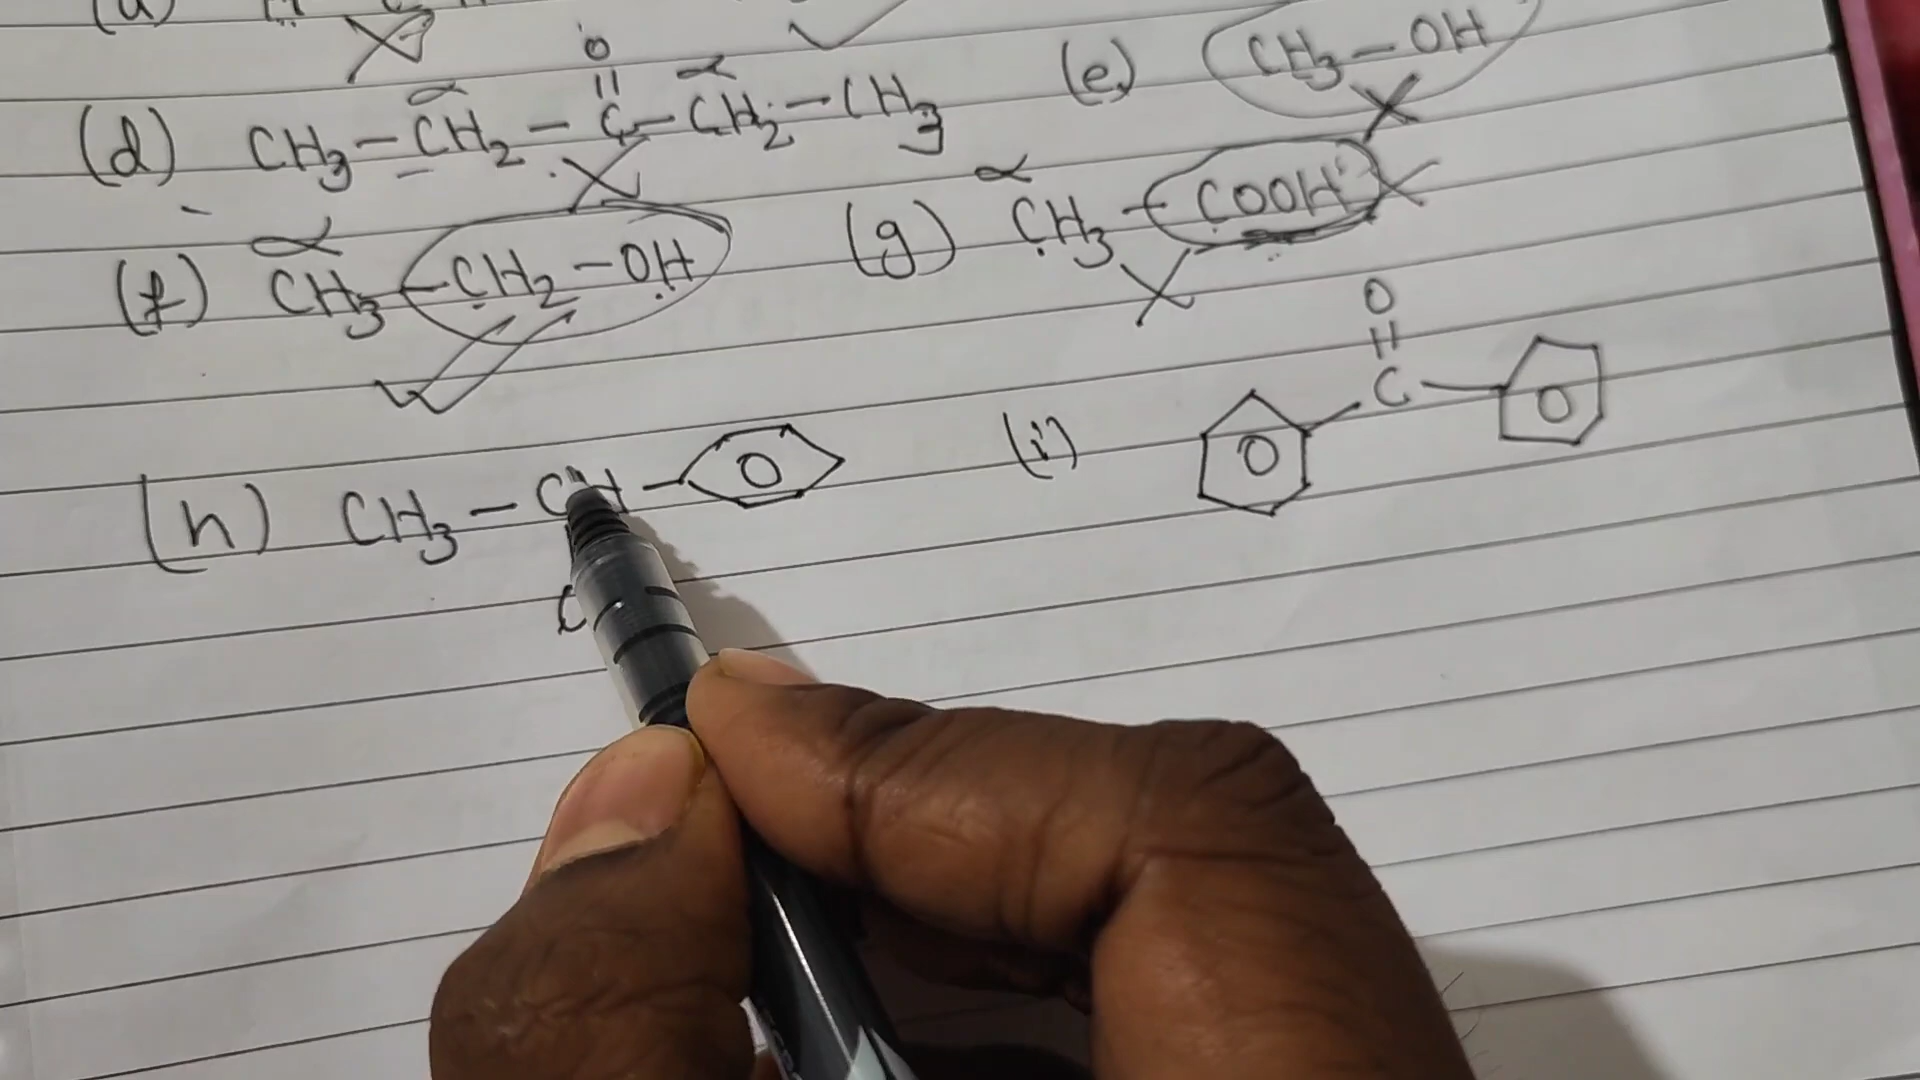 O
(d) CH3-CH2-C-CH2-CH3 (e) CH3-OH
α α
(f) CH3-CH2-OH (g) CH3-COOH
α α
O
(h) CH3-CH- (i) C